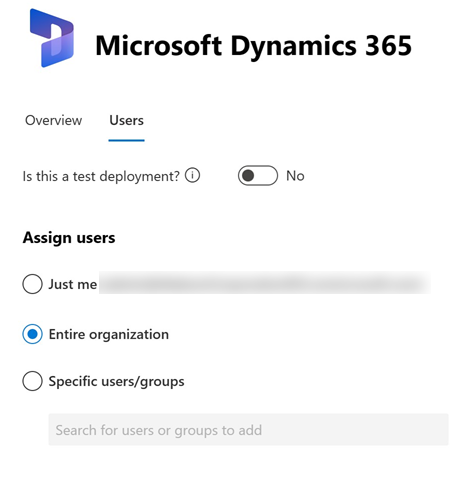 Microsoft Dynamics 365
Overview Users
Is this a test deployment? No
Assign users
Just me
Entire organization
Specific users/groups
Search for users or groups to add